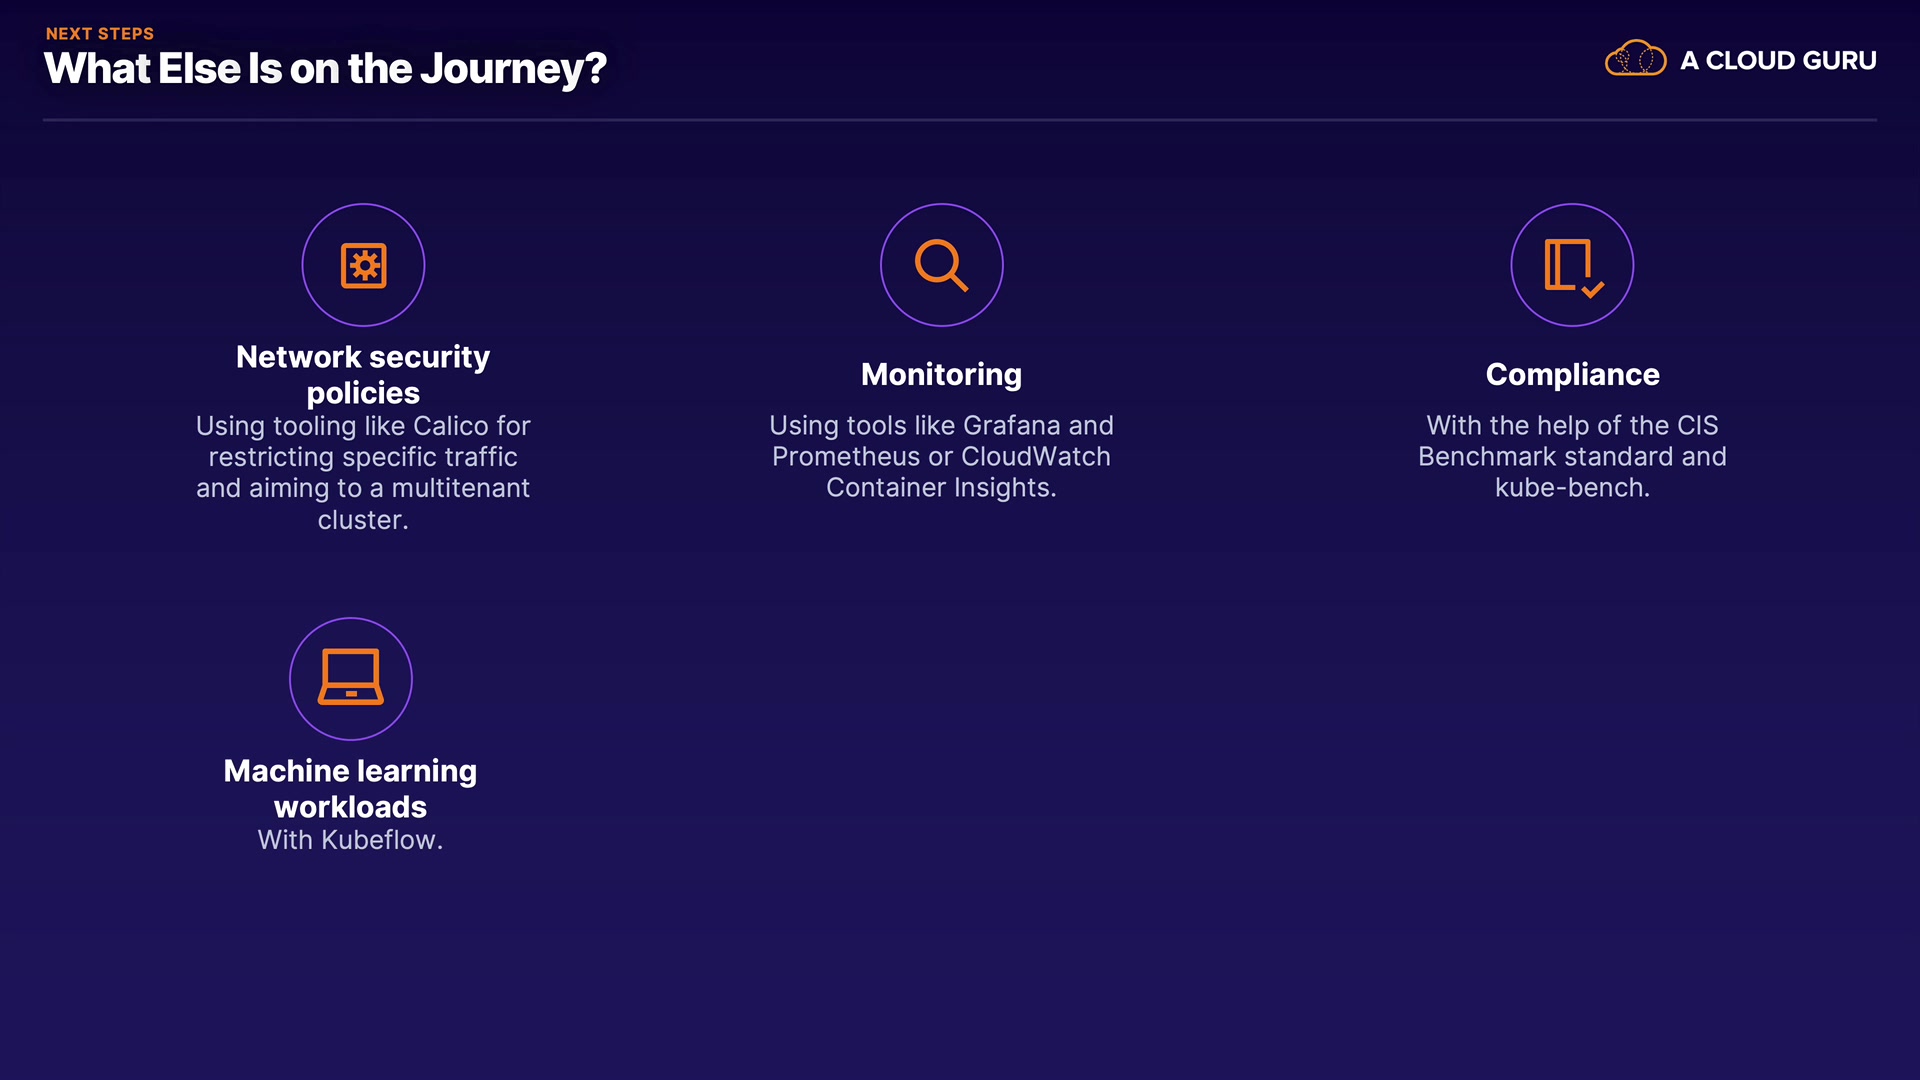 NEXT STEPS
What Else Is on the Journey?
A CLOUD GURU
Network security
policies
Using tooling like Calico for
restricting specific traffic
and aiming to a multitenant
cluster.
Monitoring
Using tools like Grafana and
Prometheus or CloudWatch
Container Insights.
Compliance
With the help of the CIS
Benchmark standard and
kube-bench.
Machine learning
workloads
With Kubeflow.